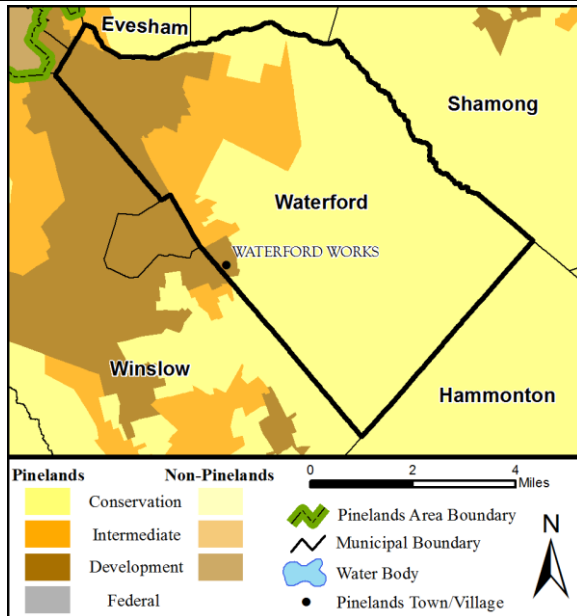 Evesham
Shamong
Waterford
WATERFORD WORKS
Winslow
Hammonton
Pinelands Non-Pinelands
Conservation
Intermediate
Development
Federal
0 2 4
Miles
Pinelands Area Boundary
Municipal Boundary
Water Body
Pinelands Town/Village
N